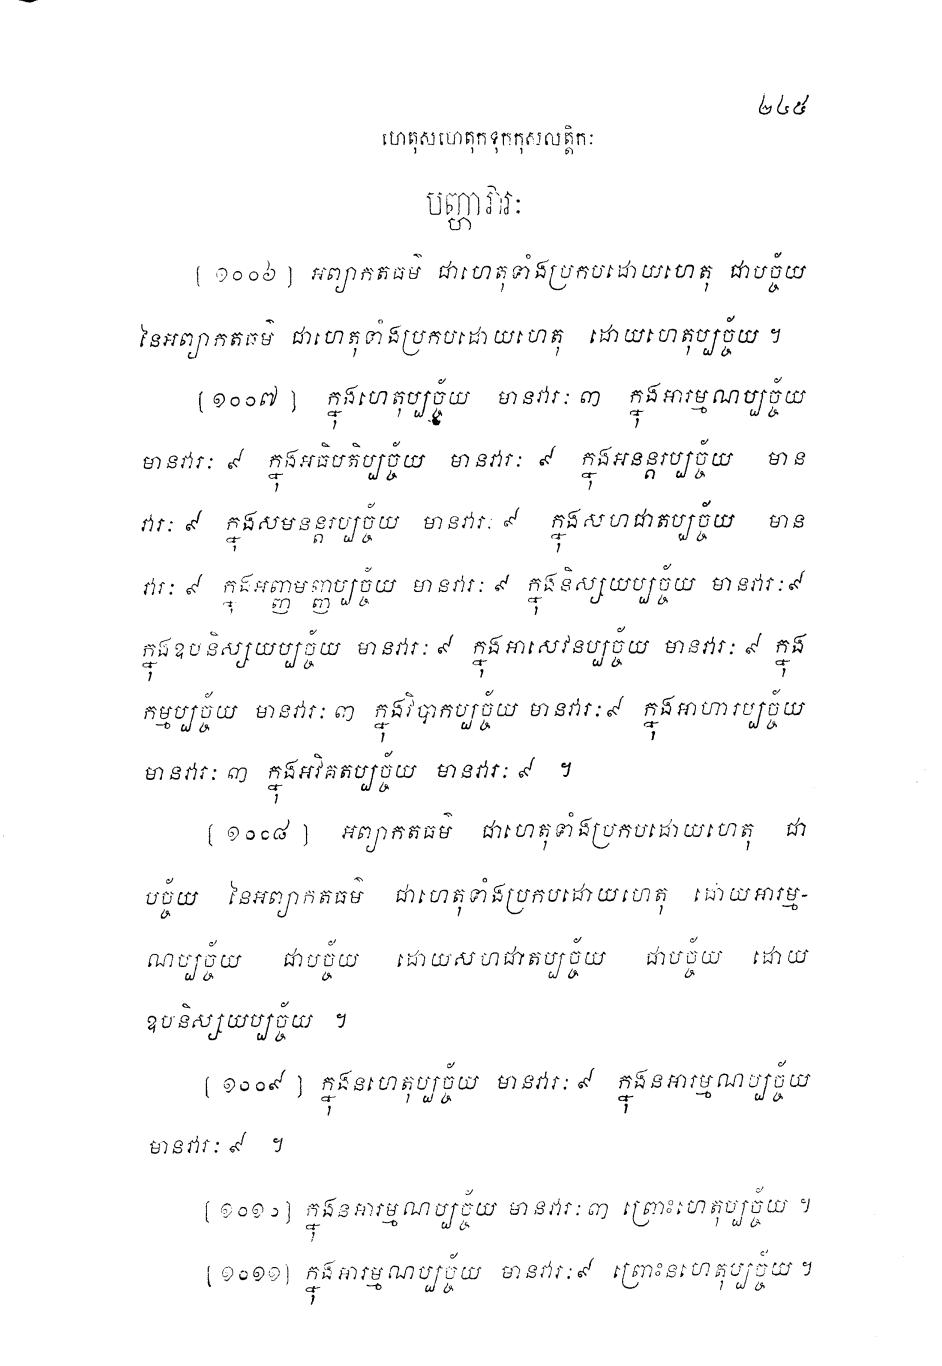 ២៤៥
ហេតុសហេតុកទុកកុសលត្តិកៈ
បញ្ហាវារៈ
[ ១០០៦ ] អព្យាកតធម៌ ជាហេតុទាំងប្រកបដោយហេតុ ជាបច្ច័យ
នៃអព្យាកតធម៌ ជាហេតុទាំងប្រកបដោយហេតុ ដោយហេតុប្បច្ច័យ ។
[ ១០០៧ ] ក្នុងហេតុប្បច្ច័យ មានវារៈ ៣ ក្នុងអារម្មណប្បច្ច័យ
មានវារៈ ៩ ក្នុងអធិបតិប្បច្ច័យ មានវារៈ ៩ ក្នុងអនន្តរប្បច្ច័យ មាន
វារៈ ៩ ក្នុងសមនន្តរប្បច្ច័យ មានវារៈ ៩ ក្នុងសហជាតប្បច្ច័យ មាន
វារៈ ៩ ក្នុងអញ្ញាមញ្ញប្បច្ច័យ មានវារៈ ៩ ក្នុងនិស្សយប្បច្ច័យ មានវារៈ ៩
ក្នុងឧបនិស្សយប្បច្ច័យ មានវារៈ ៩ ក្នុងអាសេវនប្បច្ច័យ មានវារៈ ៩ ក្នុង
កម្មប្បច្ច័យ មានវារៈ ៣ ក្នុងវិបាកប្បច្ច័យ មានវារៈ ៩ ក្នុងអាហារប្បច្ច័យ
មានវារៈ ៣ ក្នុងអវិគតប្បច្ច័យ មានវារៈ ៩ ។
[ ១០០៨ ] អព្យាកតធម៌ ជាហេតុទាំងប្រកបដោយហេតុ ជា
បច្ច័យ នៃអព្យាកតធម៌ ជាហេតុទាំងប្រកបដោយហេតុ ដោយអារម្ម-
ណប្បច្ច័យ ជាបច្ច័យ ដោយសហជាតប្បច្ច័យ ជាបច្ច័យ ដោយ
ឧបនិស្សយប្បច្ច័យ ។
[ ១០០៩ ] ក្នុងនហេតុប្បច្ច័យ មានវារៈ ៩ ក្នុងនអារម្មណប្បច្ច័យ
មានវារៈ ៩ ។
[ ១០១០ ] ក្នុងនអារម្មណប្បច្ច័យ មានវារៈ ៣ ព្រោះហេតុប្បច្ច័យ ។
[ ១០១១ ] ក្នុងអារម្មណប្បច្ច័យ មានវារៈ ៩ ព្រោះនហេតុប្បច្ច័យ ។